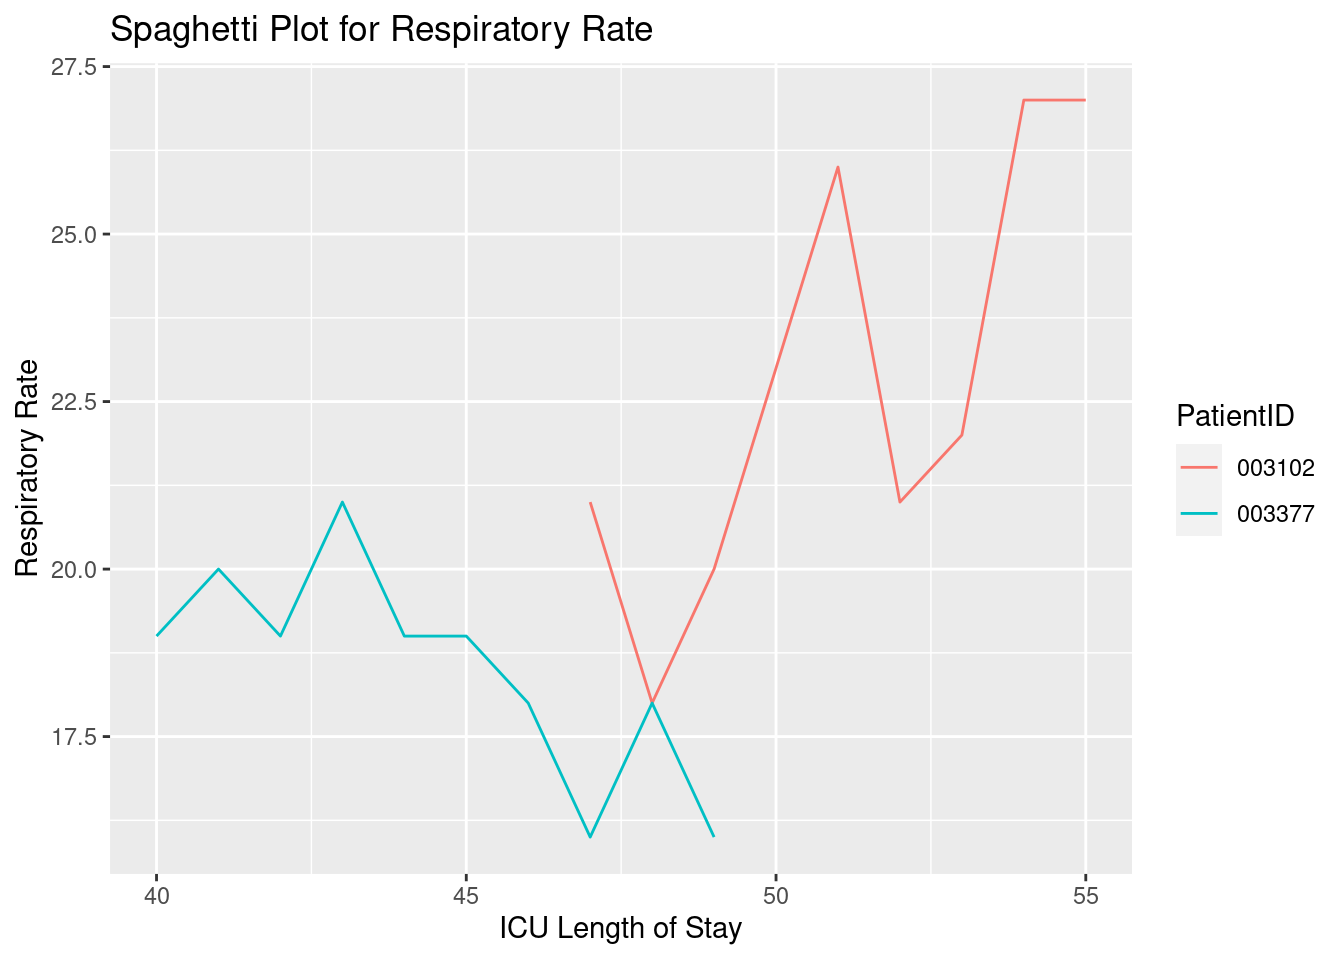 Spaghetti Plot for Respiratory Rate
27.5
25.0
22.5
20.0
17.5
Respiratory Rate
40 45 50 55
ICU Length of Stay
PatientID
003102
003377